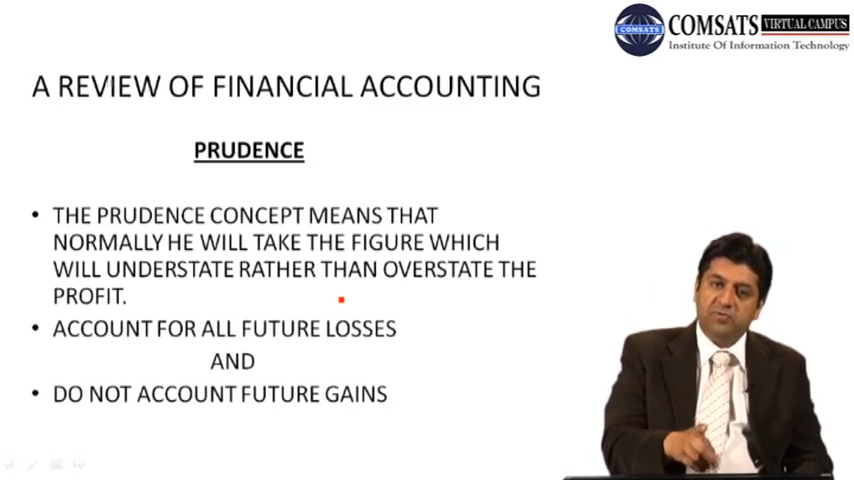 COMSATS
COMSATS VIRTUAL CAMPUS
Institute Of Information Technology
A REVIEW OF FINANCIAL ACCOUNTING
PRUDENCE
• THE PRUDENCE CONCEPT MEANS THAT
NORMALLY HE WILL TAKE THE FIGURE WHICH
WILL UNDERSTATE RATHER THAN OVERSTATE THE
PROFIT.
• ACCOUNT FOR ALL FUTURE LOSSES
AND
• DO NOT ACCOUNT FUTURE GAINS